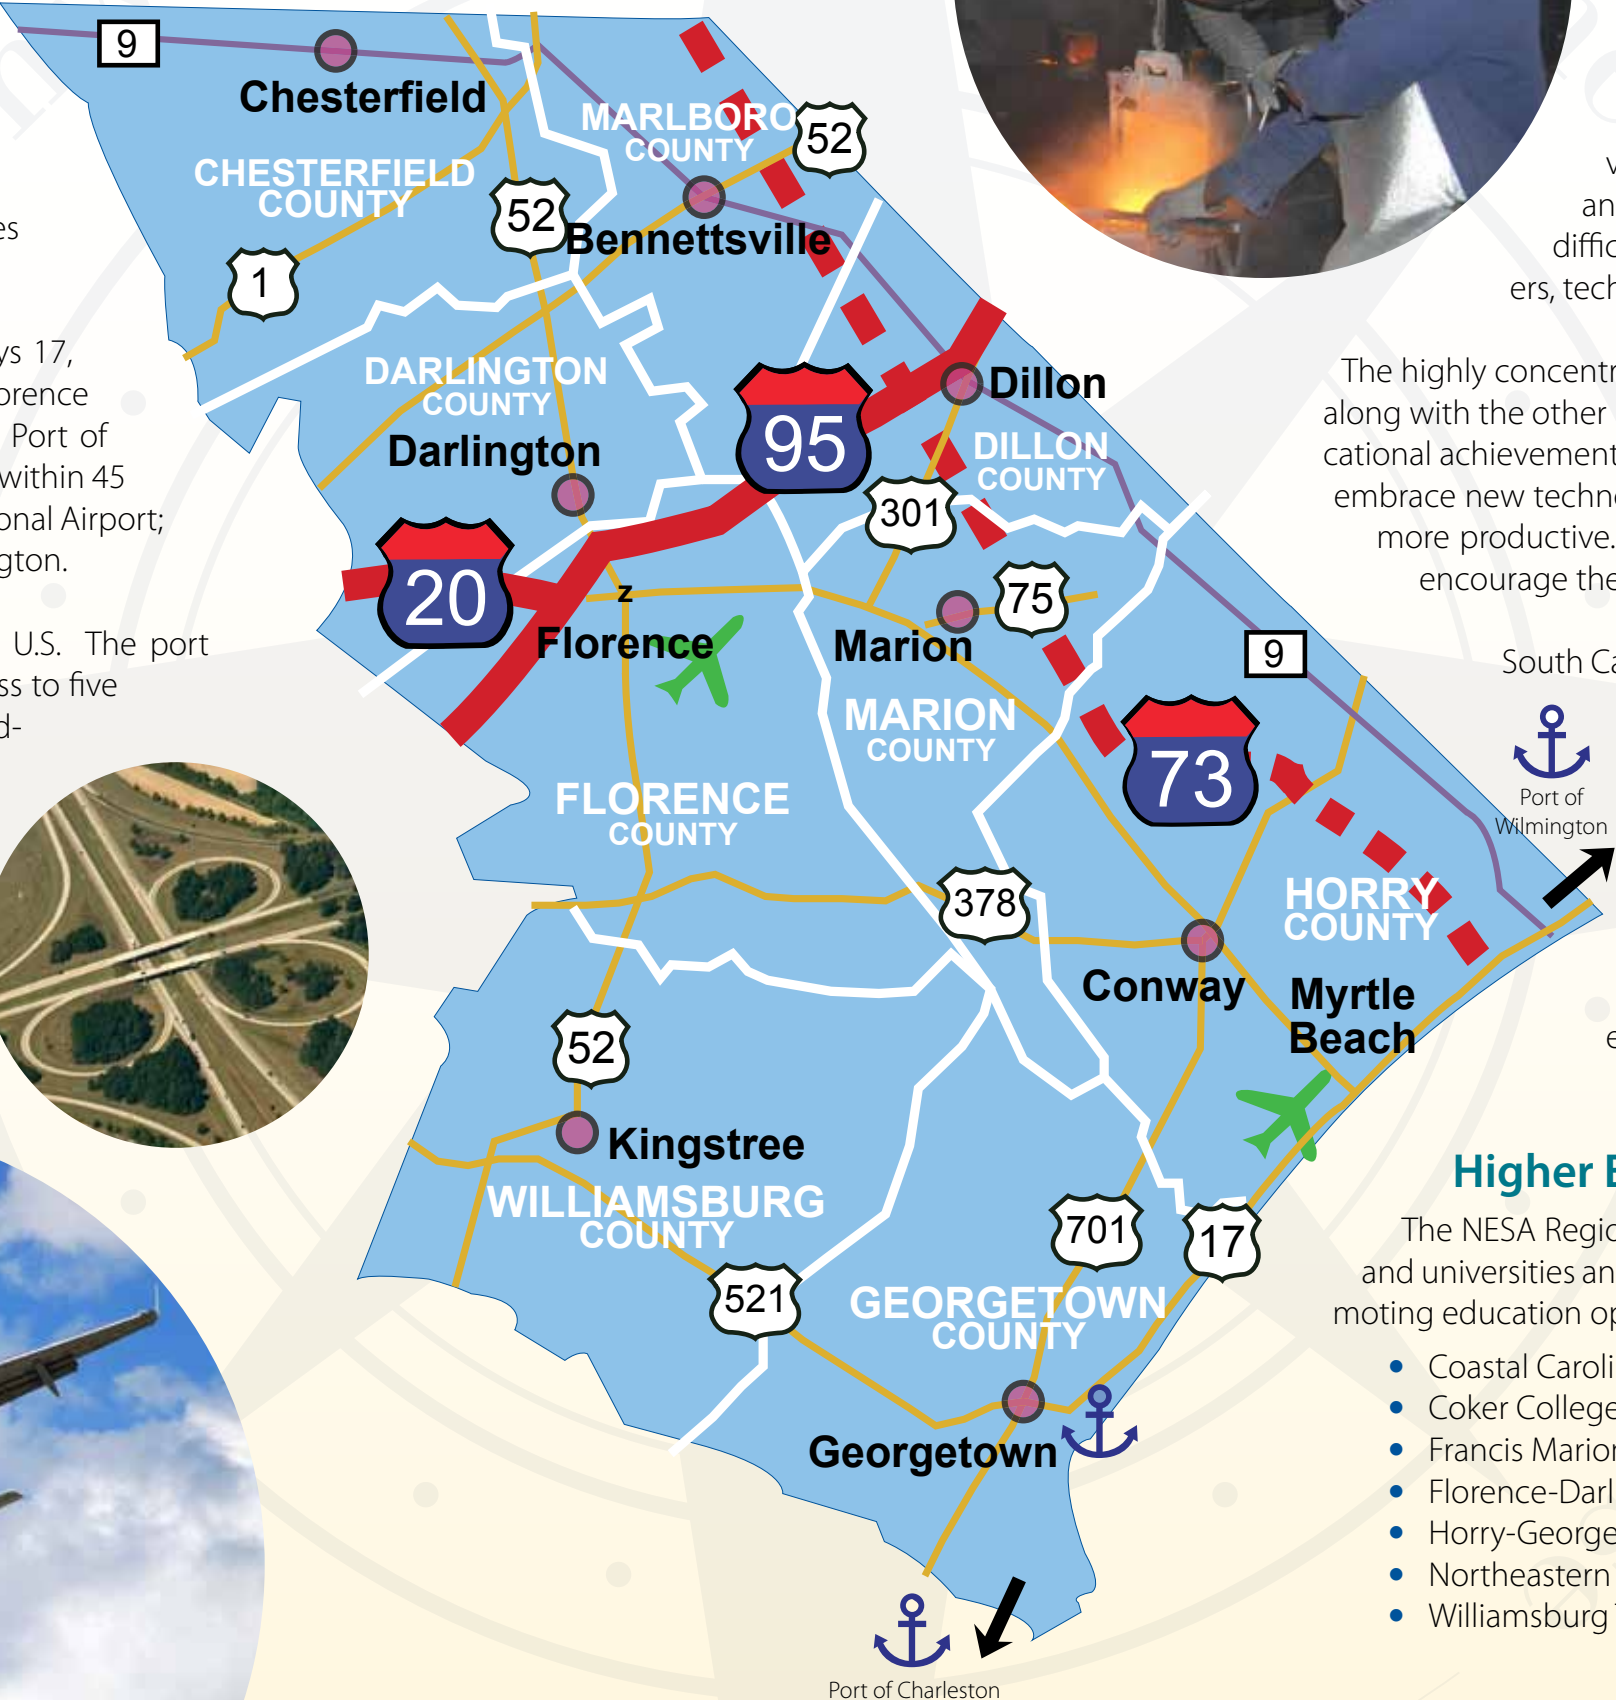 9
Chesterfield
MARLBORO
COUNTY
52
CHESTERFIELD
COUNTY
52
Bennettsville
1
DARLINGTON
COUNTY
Darlington
95
Dillon
DILLON
COUNTY
301
20
z
Florence
75
Marion
9
MARION
COUNTY
73
FLORENCE
COUNTY
378
HORRY
COUNTY
Conway
Myrtle
Beach
52
Kingstree
WILLIAMSBURG
COUNTY
701
17
521
GEORGETOWN
COUNTY
Georgetown
Port of Charleston
Port of
Wilmington
es
ys 17,
orence
Port of
within 45
onal Airport;
gton.
U.S. The port
ss to five
d-
v
an
diffic
ers, tech
The highly concentr
along with the other
cational achievement
embrace new techno
more productive.
encourage the
South Ca
e
Higher E
The NESA Regio
and universities an
moting education op
• Coastal Caroli
• Coker College
• Francis Marion
• Florence-Darl
• Horry-George
• Northeastern
• Williamsburg T